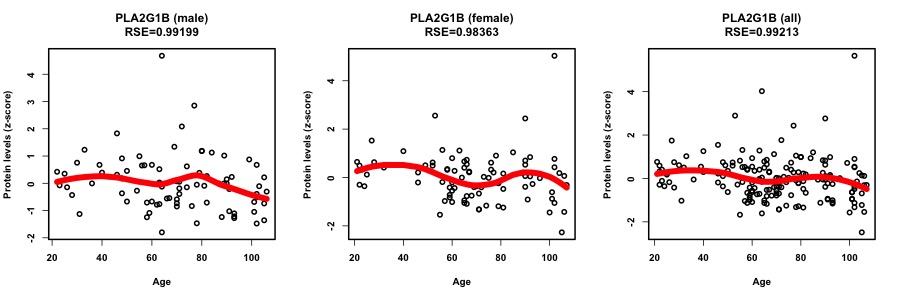 PLA2G1B (male)
RSE=0.99199
Protein levels (z-score)
4
3
2
1
0
-1
-2
20
40
60
80
100
Age
PLA2G1B (female)
RSE=0.98363
Protein levels (z-score)
4
2
0
-2
20
40
60
80
100
Age
PLA2G1B (all)
RSE=0.99213
Protein levels (z-score)
4
2
0
-2
20
40
60
80
100
Age